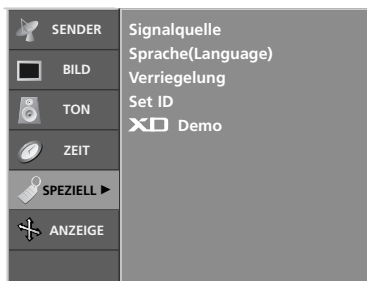 SENDER
BILD
TON
ZEIT
SPEZIELL ►
ANZEIGE
Signalquelle
Sprache(Language)
Verriegelung
Set ID
XD Demo